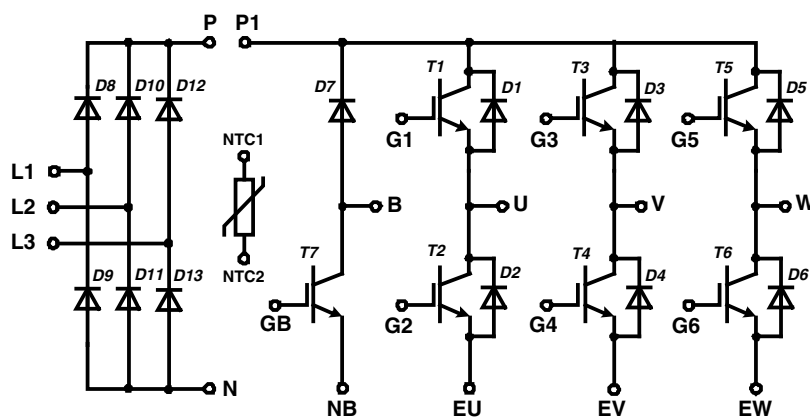 P P1
D8 D10 D12 D7 T1 D1 T3 D3 T5 D5
NTC1 G1 G3 G5
L1
L2 B U V W
L3
NTC2
D9 D11 D13 T7 T2 D2 T4 D4 T6 D6
GB G2 G4 G6
N NB EU EV EW